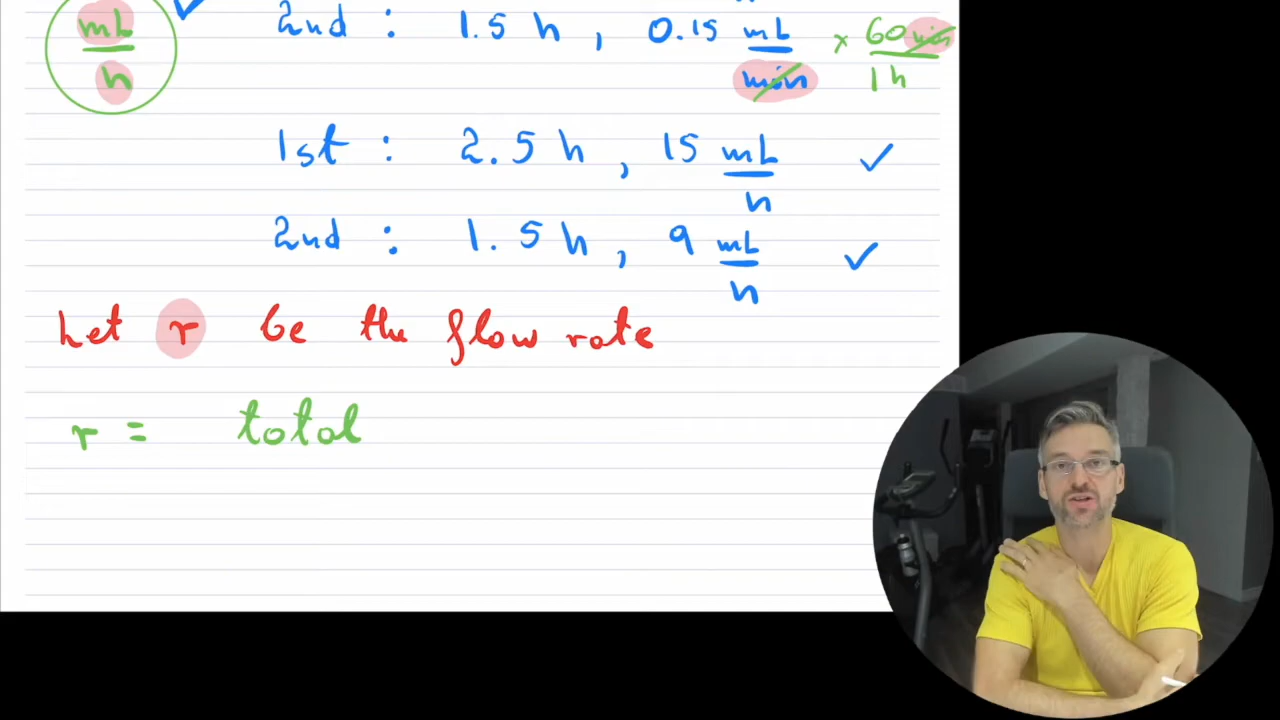 mL 2nd : 1.5 h , 0.15 mL × 60 min
h min 1 h
1st : 2.5 h , 15 mL
h
2nd : 1.5 h , 9 mL
h
Let r be the flow rate
r = total